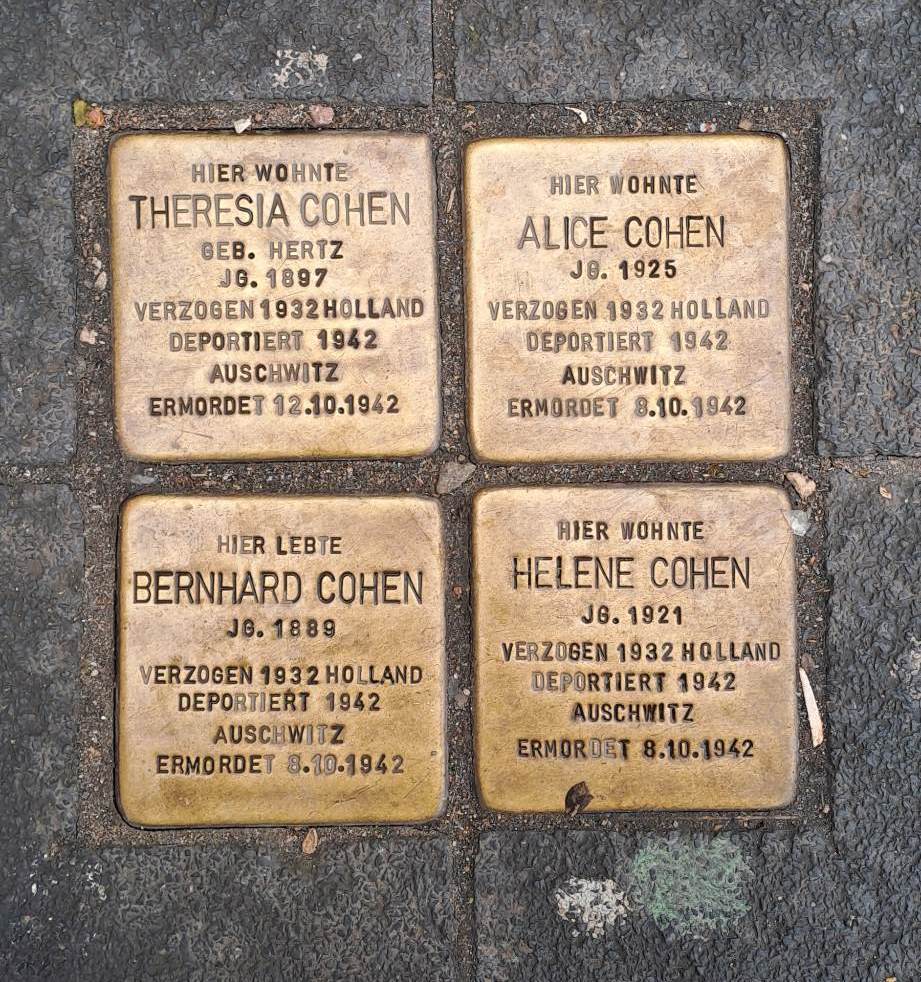 HIER WOHNTE
THERESIA COHEN
GEB. HERTZ
JG. 1897
VERZOGEN 1932 HOLLAND
DEPORTIERT 1942
AUSCHWITZ
ERMORDET 12.10.1942
HIER WOHNTE
ALICE COHEN
JG. 1925
VERZOGEN 1932 HOLLAND
DEPORTIERT 1942
AUSCHWITZ
ERMORDET 8.10.1942
HIER LEBTE
BERNHARD COHEN
JG. 1889
VERZOGEN 1932 HOLLAND
DEPORTIERT 1942
AUSCHWITZ
ERMORDET 8.10.1942
HIER WOHNTE
HELENE COHEN
JG. 1921
VERZOGEN 1932 HOLLAND
DEPORTIERT 1942
AUSCHWITZ
ERMORDET 8.10.1942